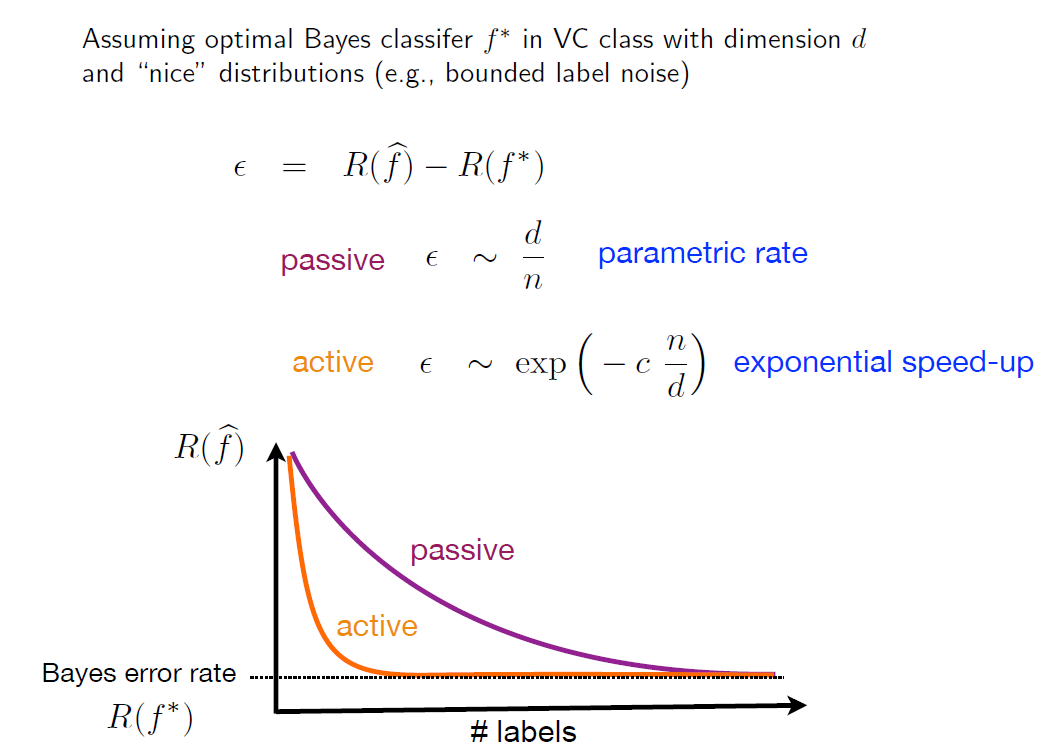 Assuming optimal Bayes classifer f* in VC class with dimension d
and “nice” distributions (e.g., bounded label noise)
ϵ = R(f̂) − R(f*)
passive ϵ ∼ d/n parametric rate
active ϵ ∼ exp(− c n/d) exponential speed-up
R(f̂)
passive
active
Bayes error rate
R(f*)
# labels